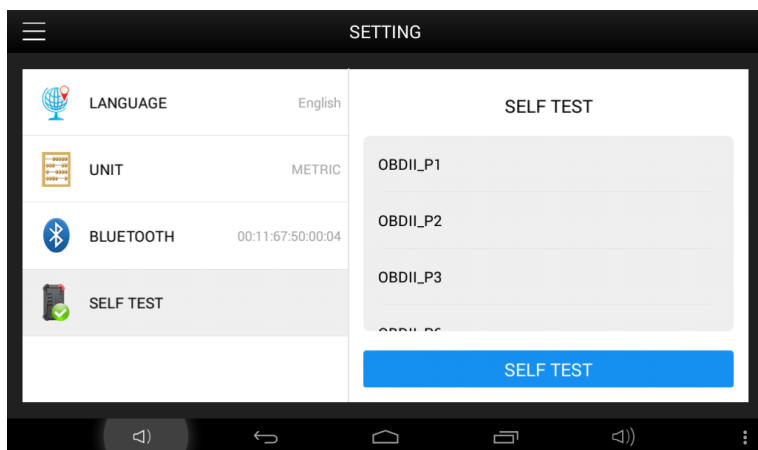 SETTING
LANGUAGE English
UNIT METRIC
BLUETOOTH 00:11:67:50:00:04
SELF TEST
SELF TEST
OBDII_P1
OBDII_P2
OBDII_P3
SELF TEST